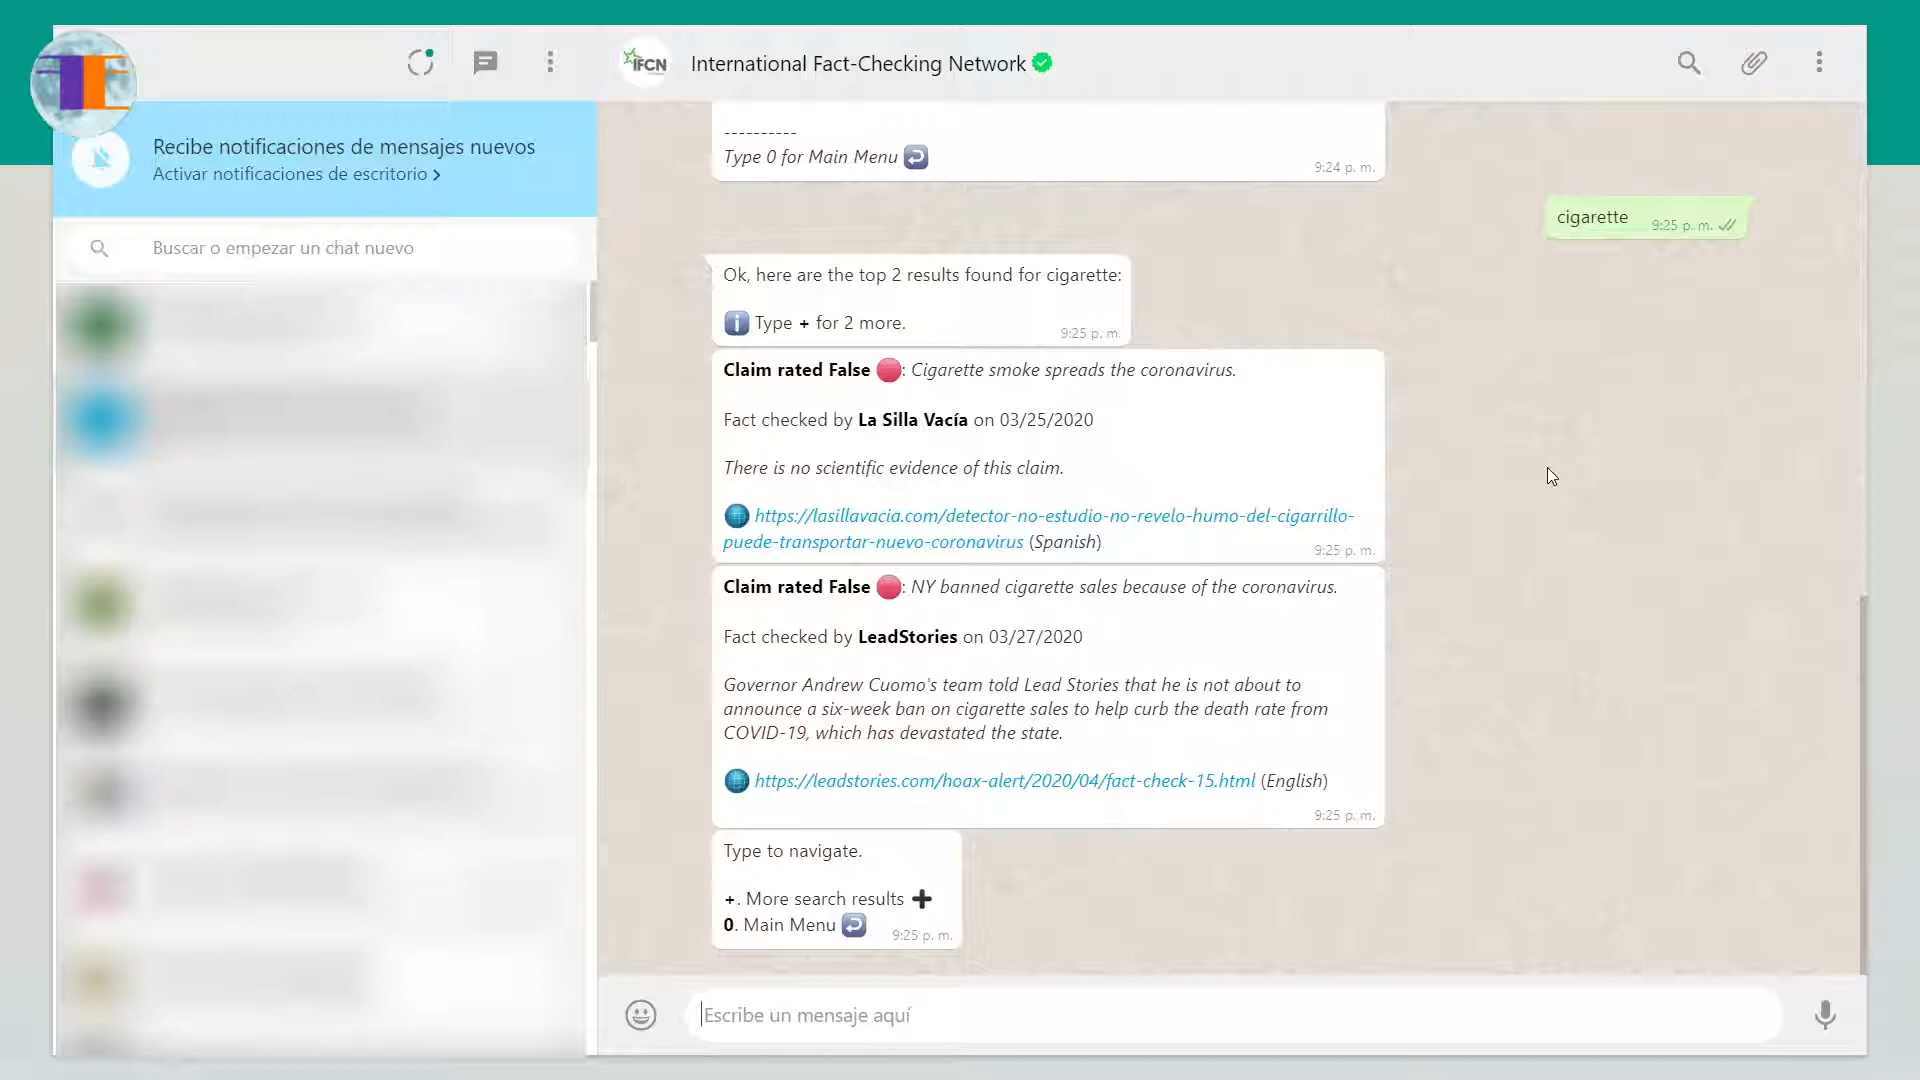 IFCN
International Fact-Checking Network
Recibe notificaciones de mensajes nuevos
Activar notificaciones de escritorio >
Buscar o empezar un chat nuevo
----------
Type 0 for Main Menu
9:24 p. m.
cigarette 9:25 p. m.
Ok, here are the top 2 results found for cigarette:
Type + for 2 more.
9:25 p. m.
Claim rated False : Cigarette smoke spreads the coronavirus.
Fact checked by La Silla Vacía on 03/25/2020
There is no scientific evidence of this claim.
https://lasillavacia.com/detector-no-estudio-no-revelo-humo-del-cigarrillo-
puede-transportar-nuevo-coronavirus (Spanish)
9:25 p. m.
Claim rated False : NY banned cigarette sales because of the coronavirus.
Fact checked by LeadStories on 03/27/2020
Governor Andrew Cuomo's team told Lead Stories that he is not about to
announce a six-week ban on cigarette sales to help curb the death rate from
COVID-19, which has devastated the state.
https://leadstories.com/hoax-alert/2020/04/fact-check-15.html (English)
9:25 p. m.
Type to navigate.
+. More search results
0. Main Menu
9:25 p. m.
Escribe un mensaje aquí